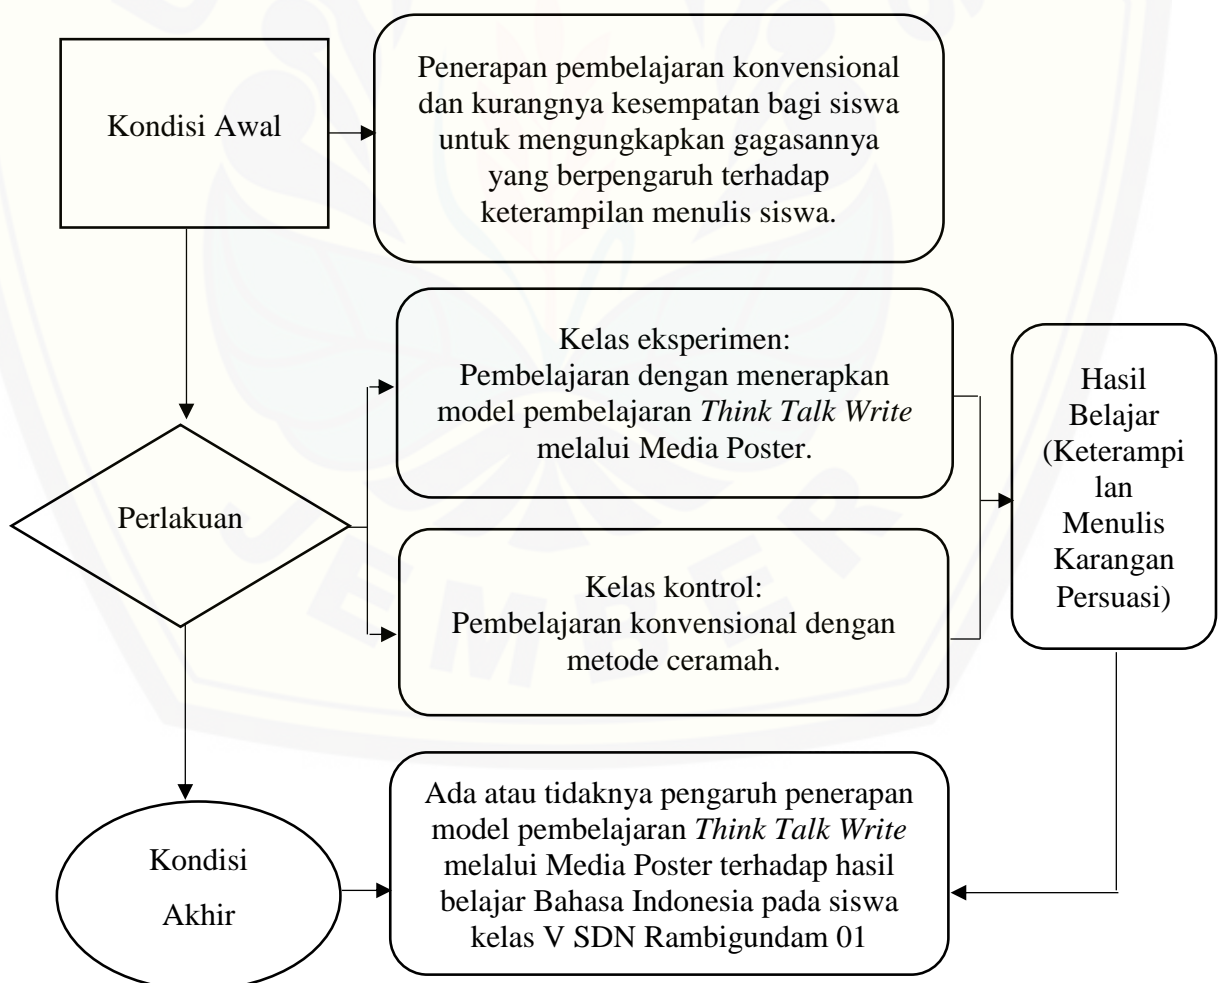 Kondisi Awal
Penerapan pembelajaran konvensional
dan kurangnya kesempatan bagi siswa
untuk mengungkapkan gagasannya
yang berpengaruh terhadap
keterampilan menulis siswa.
Kelas eksperimen:
Pembelajaran dengan menerapkan
model pembelajaran Think Talk Write
melalui Media Poster.
Hasil
Belajar
(Keterampi
lan
Menulis
Karangan
Persuasi)
Perlakuan
Kelas kontrol:
Pembelajaran konvensional dengan
metode ceramah.
Kondisi
Akhir
Ada atau tidaknya pengaruh penerapan
model pembelajaran Think Talk Write
melalui Media Poster terhadap hasil
belajar Bahasa Indonesia pada siswa
kelas V SDN Rambigundam 01
JEMBER